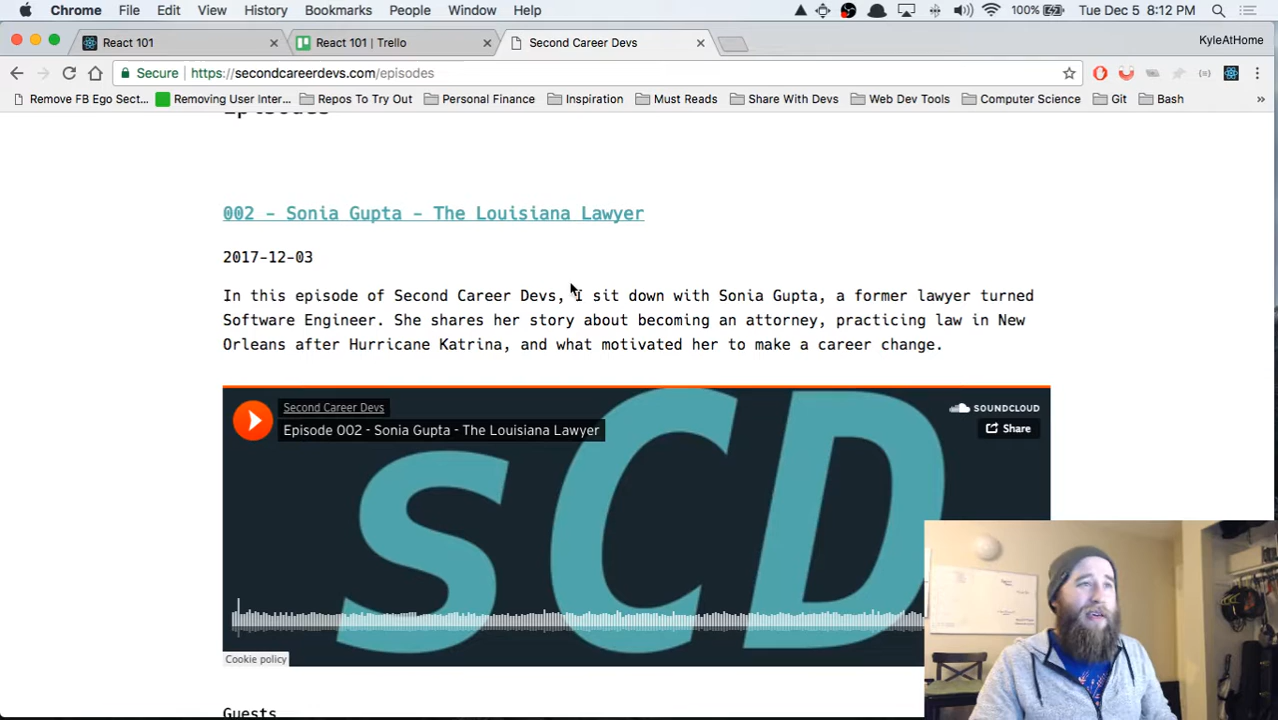 Chrome File Edit View History Bookmarks People Window Help 100% Tue Dec 5 8:12 PM
React 101 React 101 | Trello Second Career Devs KyleAtHome
Secure https://secondcareerdevs.com/episodes
Remove FB Ego Sect... Removing User Inter... Repos To Try Out Personal Finance Inspiration Must Reads Share With Devs Web Dev Tools Computer Science Git Bash »
Episodes
002 - Sonia Gupta - The Louisiana Lawyer
2017-12-03
In this episode of Second Career Devs, I sit down with Sonia Gupta, a former lawyer turned
Software Engineer. She shares her story about becoming an attorney, practicing law in New
Orleans after Hurricane Katrina, and what motivated her to make a career change.
Second Career Devs SOUNDCLOUD
Episode 002 - Sonia Gupta - The Louisiana Lawyer Share
sCD
Cookie policy
Guests